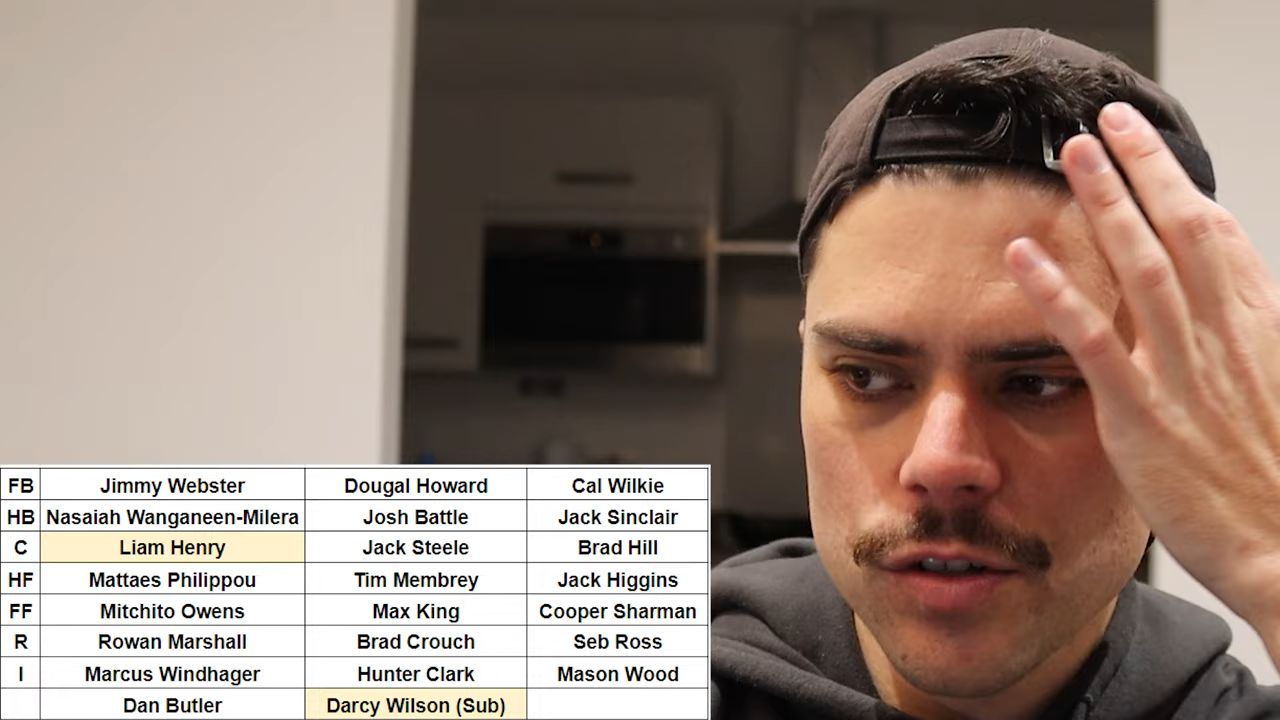 FB Jimmy Webster Dougal Howard Cal Wilkie
HB Nasaiah Wanganeen-Milera Josh Battle Jack Sinclair
C Liam Henry Jack Steele Brad Hill
HF Mattaes Philippou Tim Membrey Jack Higgins
FF Mitchito Owens Max King Cooper Sharman
R Rowan Marshall Brad Crouch Seb Ross
I Marcus Windhager Hunter Clark Mason Wood
Dan Butler Darcy Wilson (Sub)